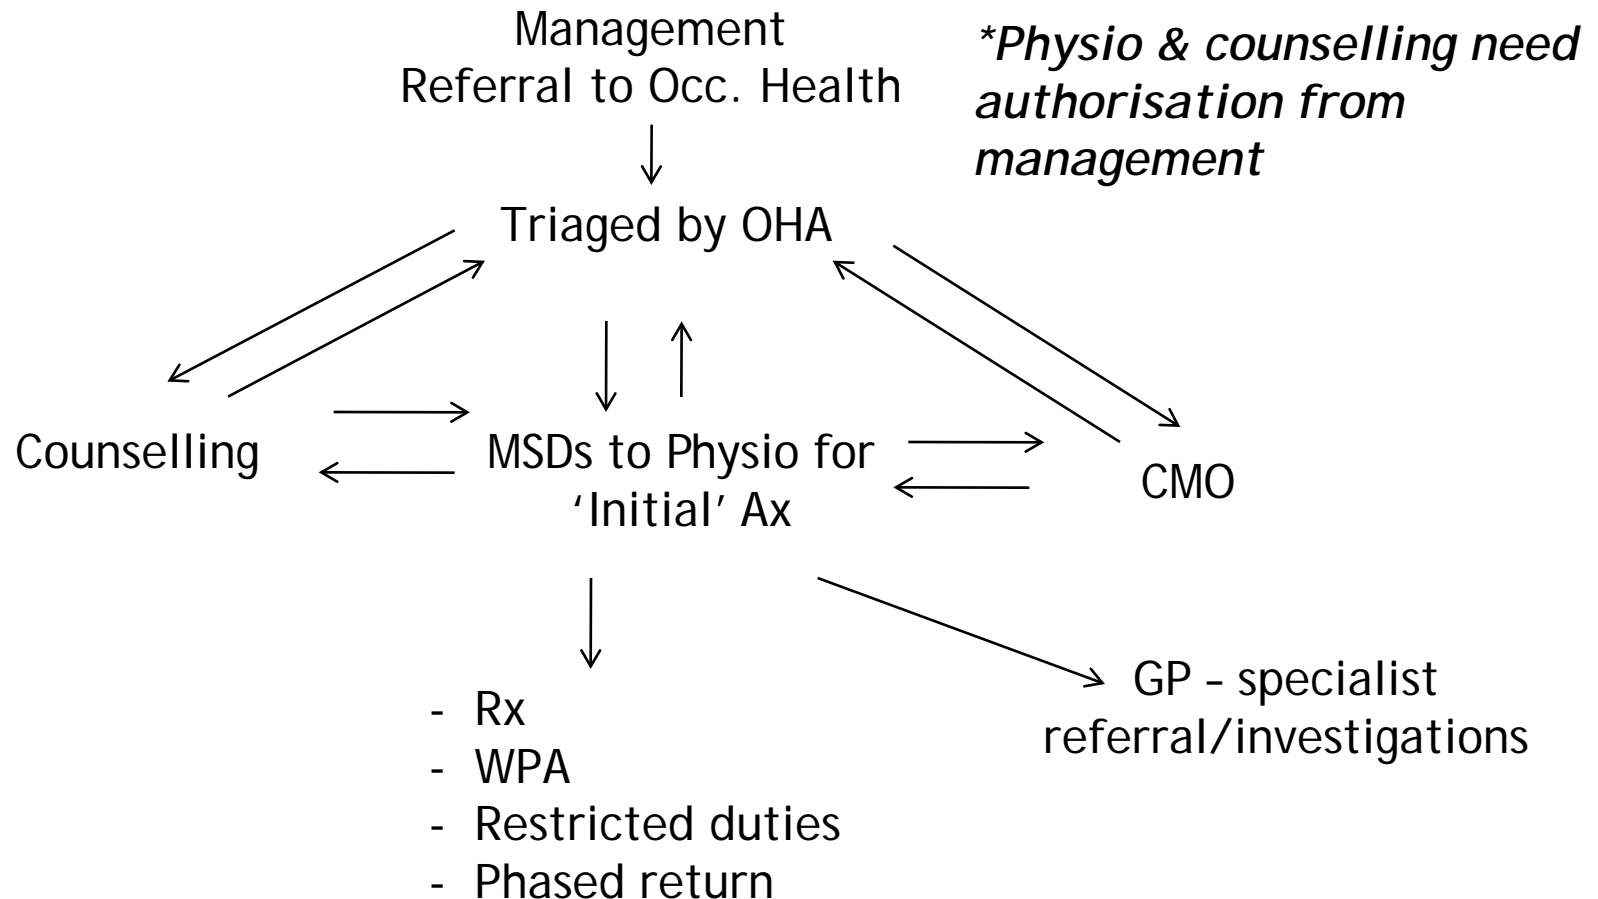 Management
Referral to Occ. Health
*Physio & counselling need
authorisation from
management
Triaged by OHA
Counselling
MSDs to Physio for
‘Initial’ Ax
CMO
GP – specialist
referral/investigations
- Rx
- WPA
- Restricted duties
- Phased return